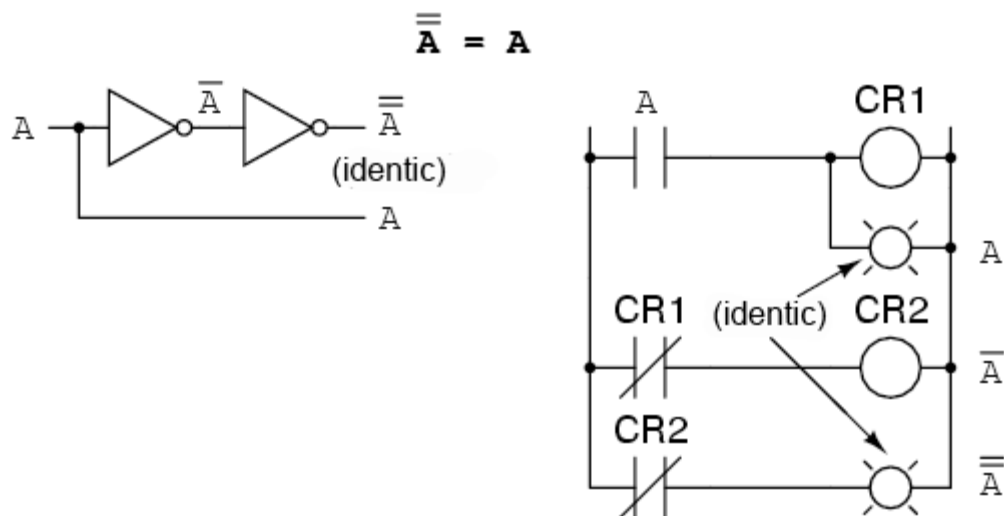 A̿ = A
A
A̅
A̿
(identic)
A
A
CR1
A
CR1
(identic)
CR2
A̅
CR2
A̿